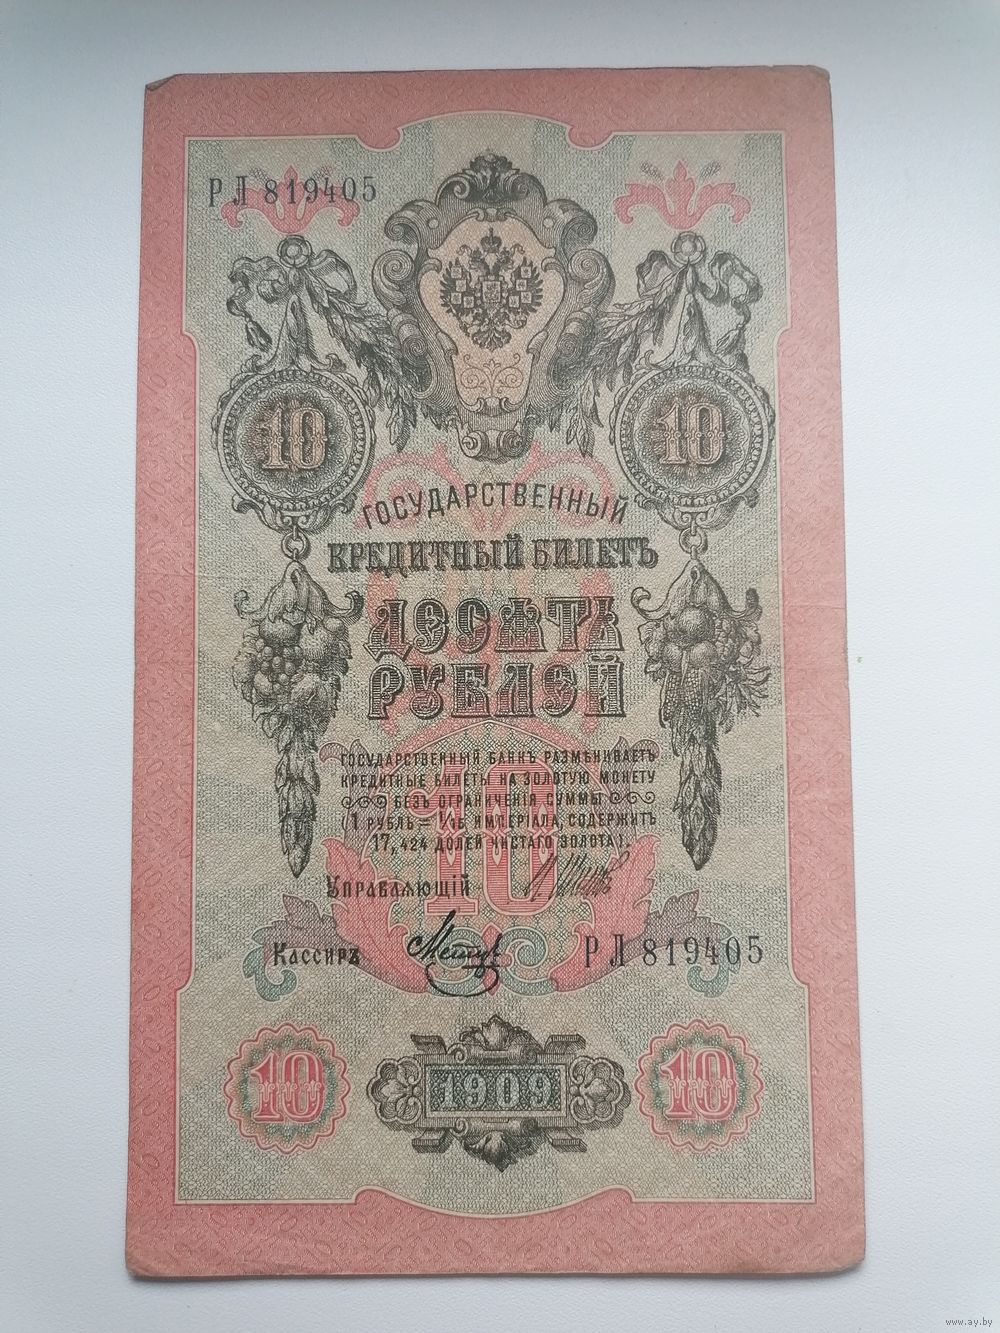 РЛ 819405
10 10
ГОСУДАРСТВЕННЫЙ
КРЕДИТНЫЙ БИЛЕТЪ
ДЕСЯТЬ
РУБЛЕЙ
ГОСУДАРСТВЕННЫЙ БАНКЪ РАЗМѢНИВАЕТЪ
КРЕДИТНЫЕ БИЛЕТЫ НА ЗОЛОТУЮ МОНЕТУ
БЕЗЪ ОГРАНИЧЕНІЯ СУММЫ
(1 РУБЛЬ = 1/15 ИМПЕРІАЛА, СОДЕРЖИТЪ
17,424 ДОЛЕЙ ЧИСТАГО ЗОЛОТА).
10
УПРАВЛЯЮЩІЙ
КАССИРЪ
РЛ 819405
10 1909 10
www.ay.by